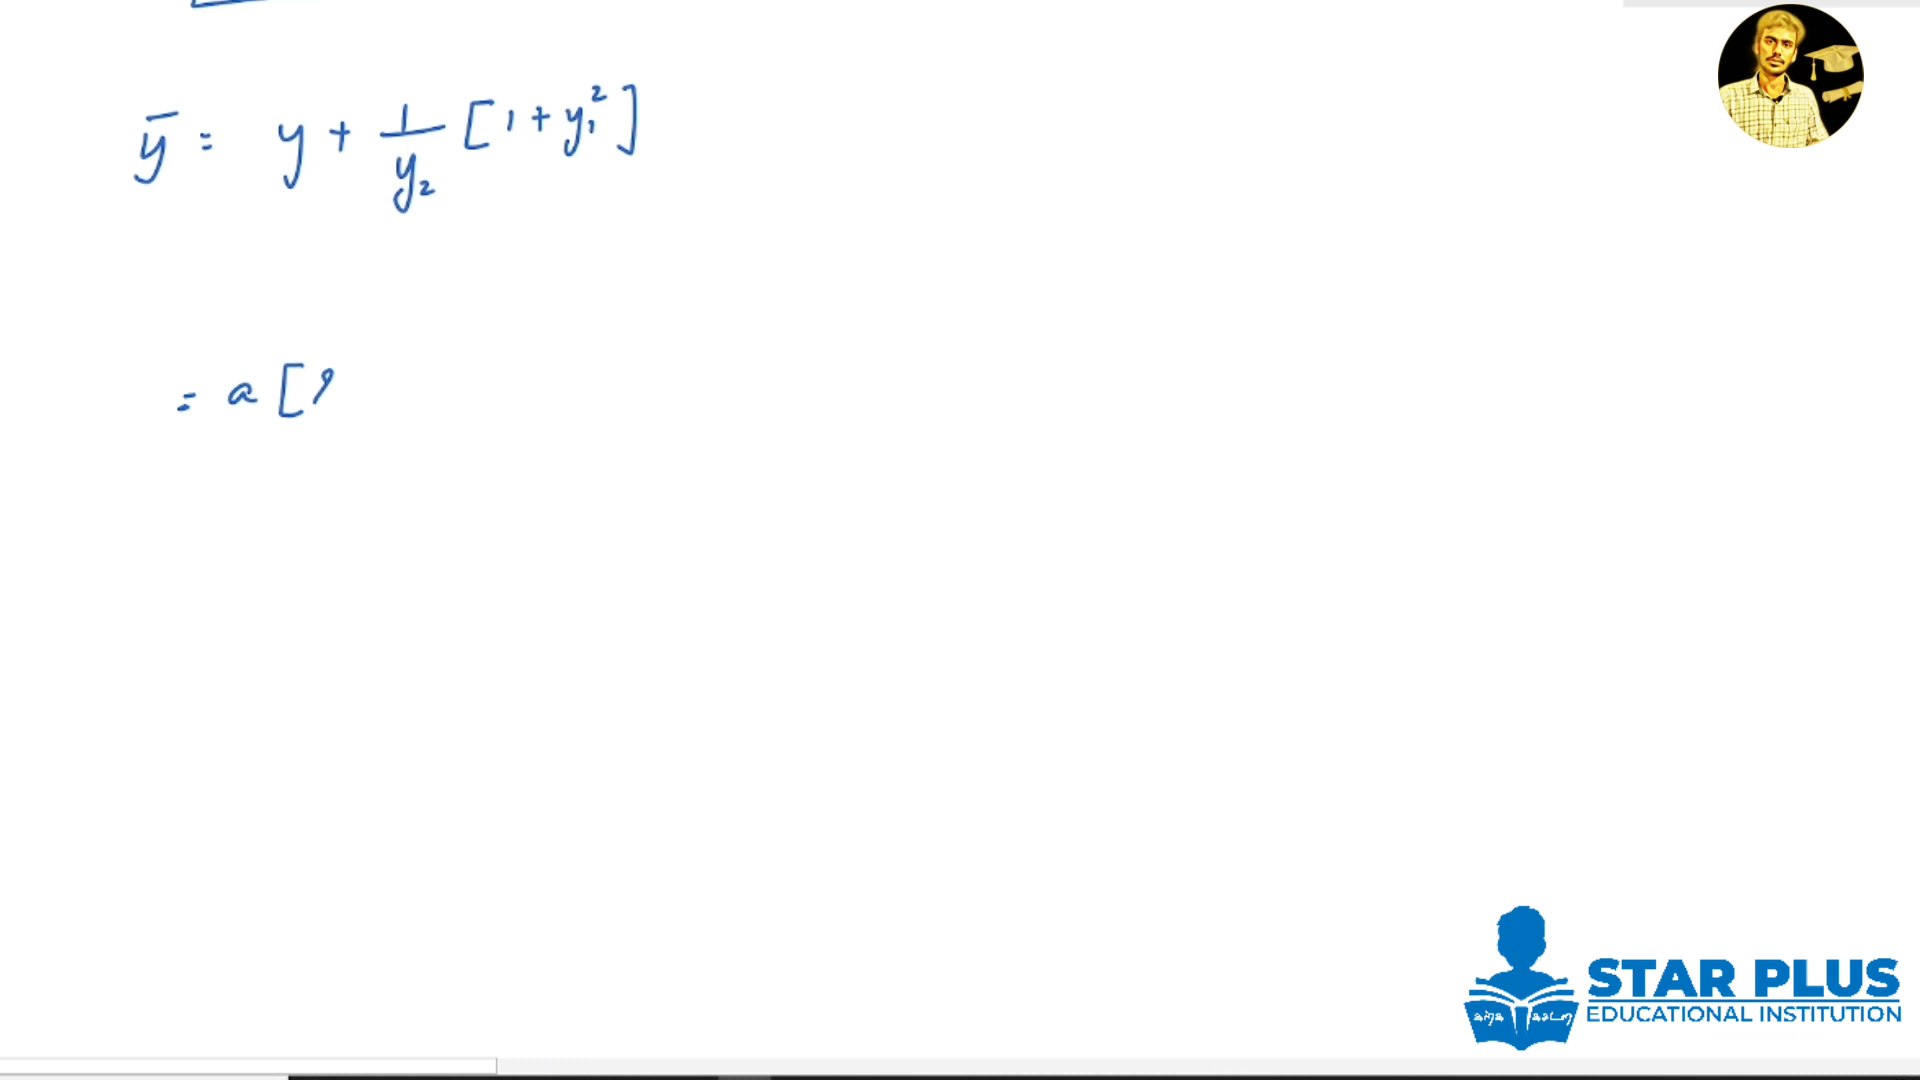 ȳ = y + 1/y₂ [1 + y₁²]
= a [
STAR PLUS
EDUCATIONAL INSTITUTION